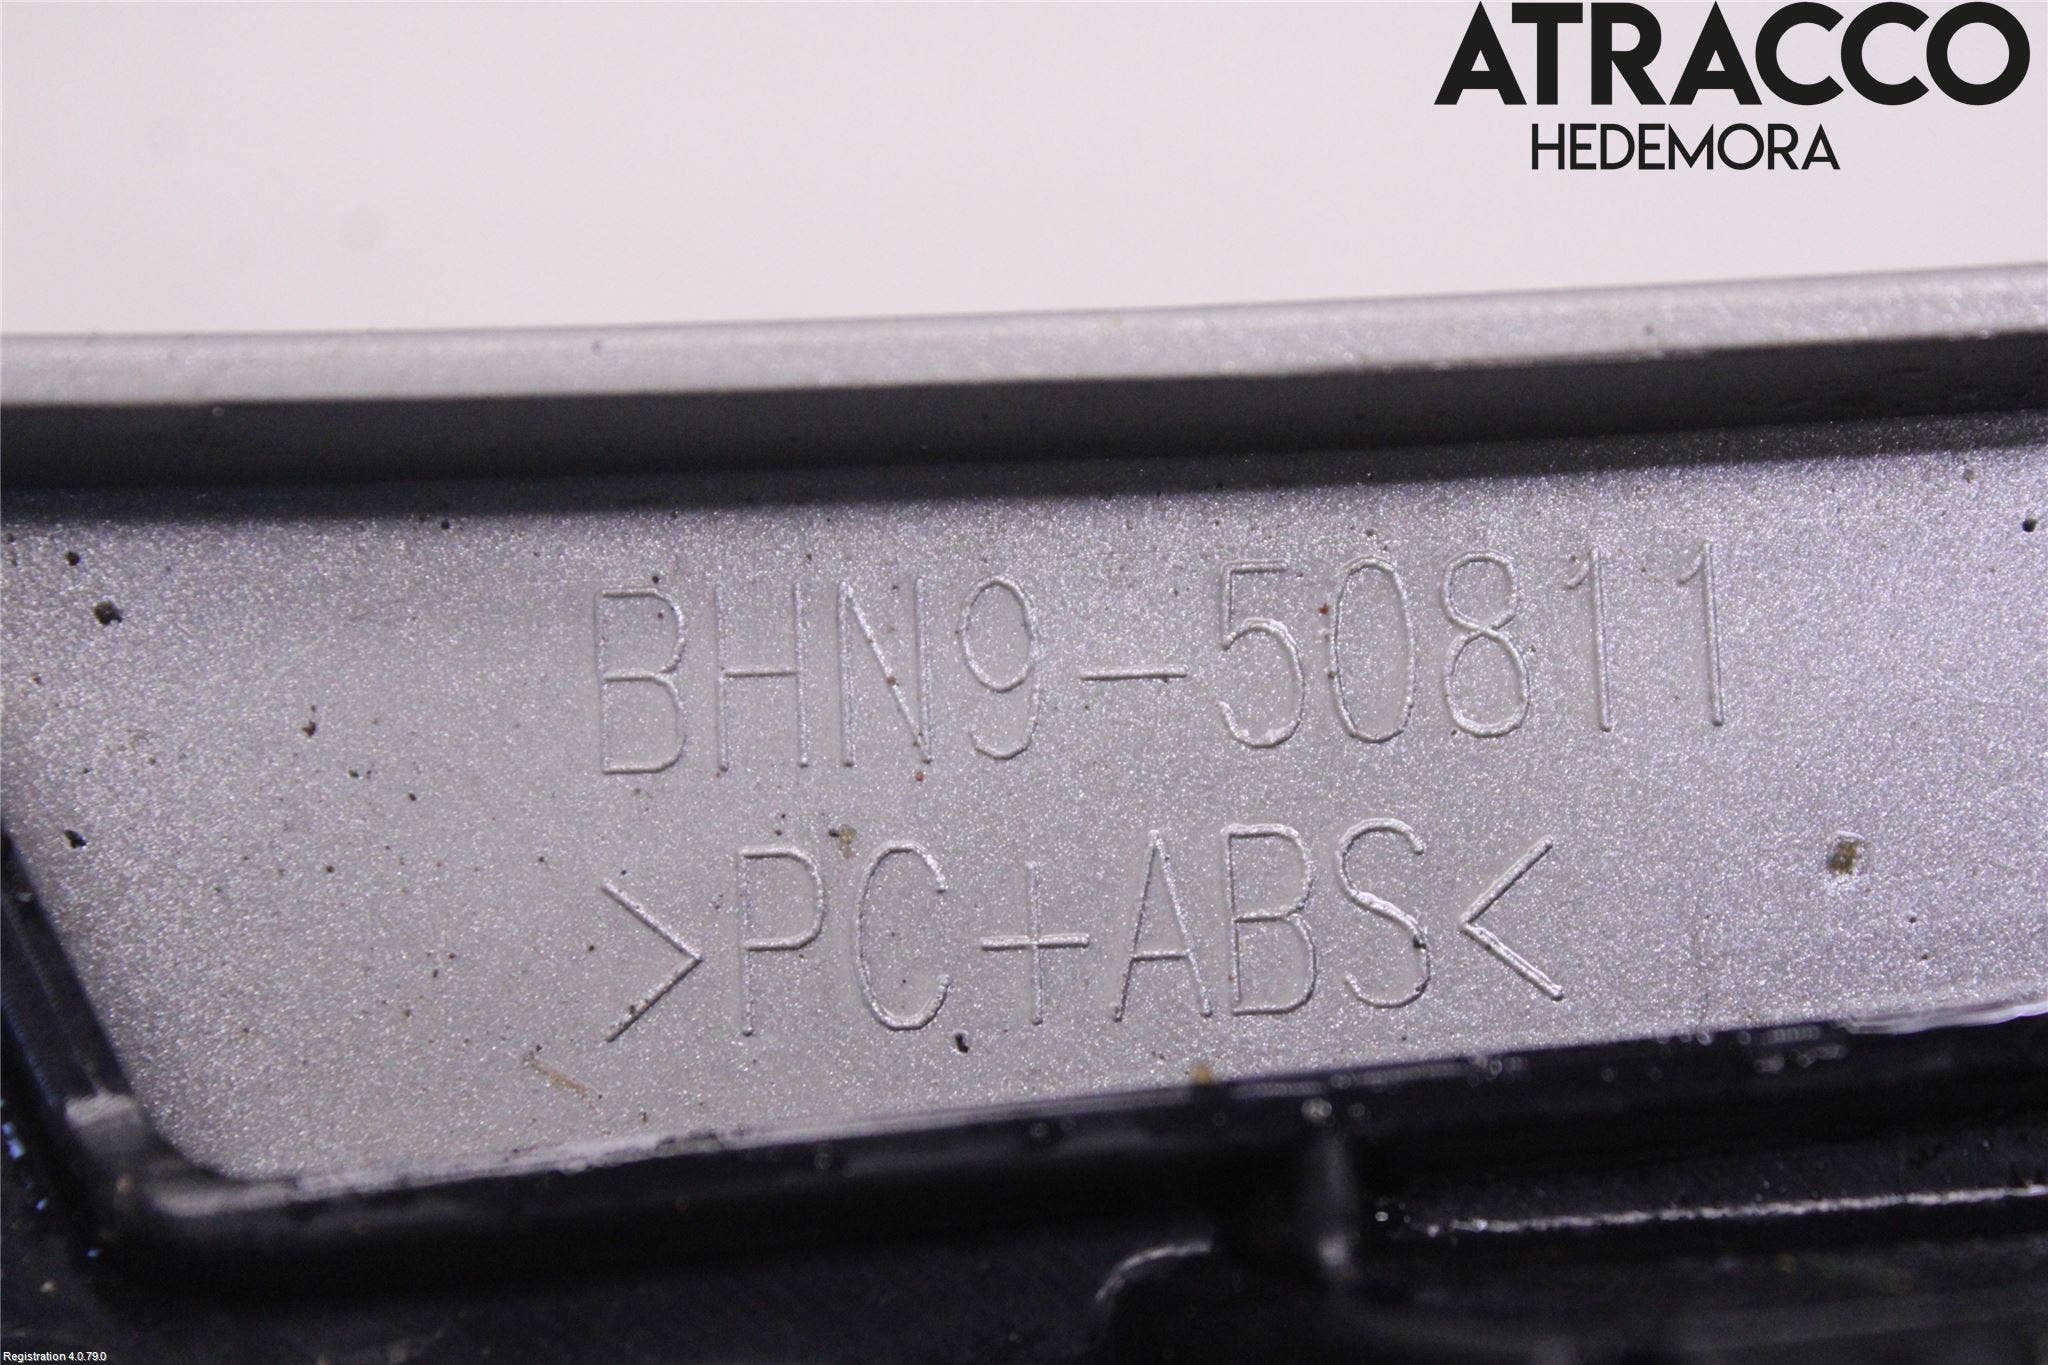 ATRACCO
HEDEMORA
BHN9-50811
>PC+ABS<
Registration 4.0.79.0